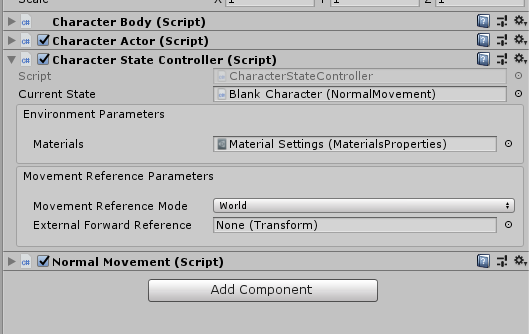 Scale X 1 Y 1 Z 1
Character Body (Script)
Character Actor (Script)
Character State Controller (Script)
Script CharacterStateController
Current State Blank Character (NormalMovement)
Environment Parameters
Materials Material Settings (MaterialsProperties)
Movement Reference Parameters
Movement Reference Mode World
External Forward Reference None (Transform)
Normal Movement (Script)
Add Component